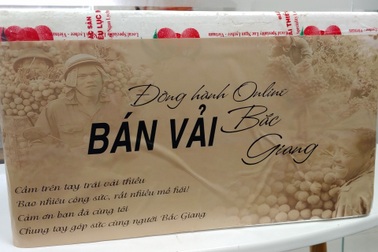 Đồng hành Online
BÁN VẢI Bắc
Giang
Cầm trên tay trái vải thiều
Bao nhiêu công sức, rất nhiều mồ hôi!
Cảm ơn bạn đã cùng tôi
Chung tay góp sức cùng người Bắc Giang